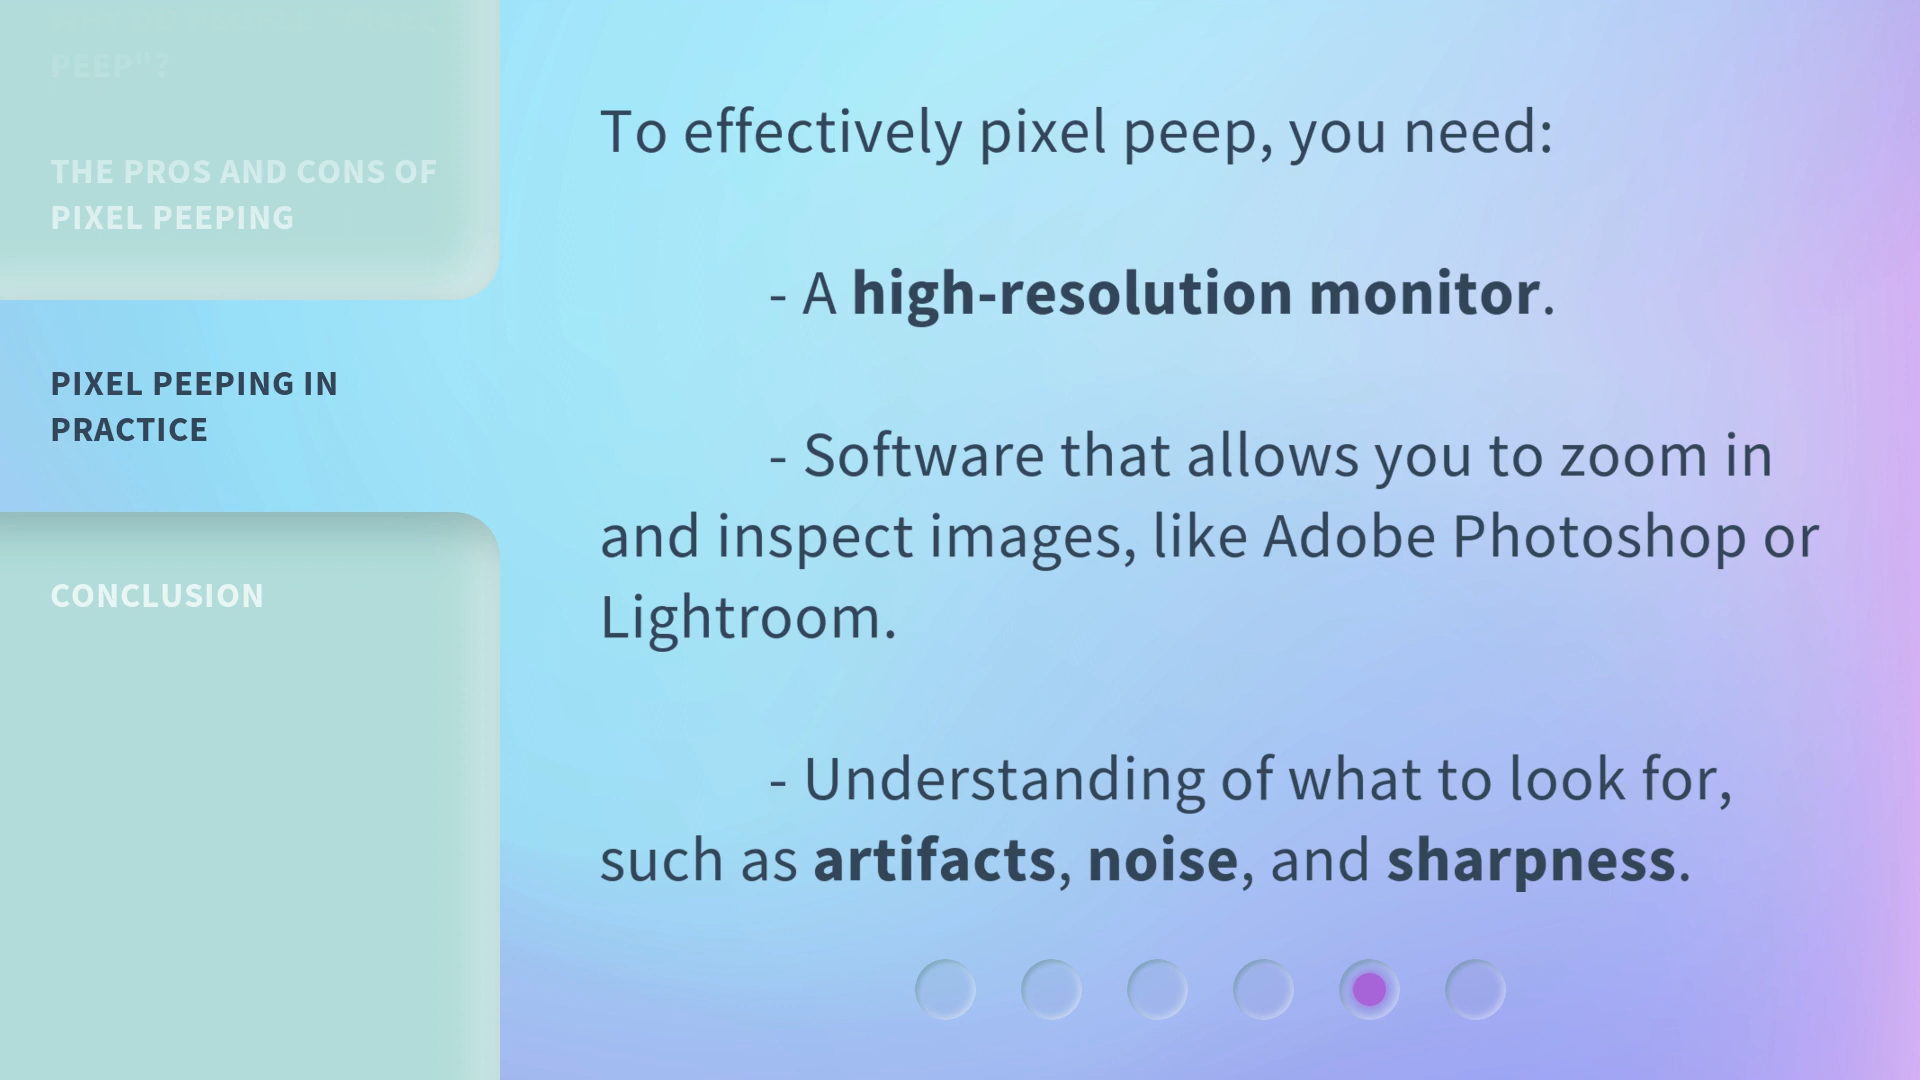 PEEP"?
THE PROS AND CONS OF
PIXEL PEEPING
PIXEL PEEPING IN
PRACTICE
CONCLUSION
To effectively pixel peep, you need:
- A high-resolution monitor.
- Software that allows you to zoom in
and inspect images, like Adobe Photoshop or
Lightroom.
- Understanding of what to look for,
such as artifacts, noise, and sharpness.